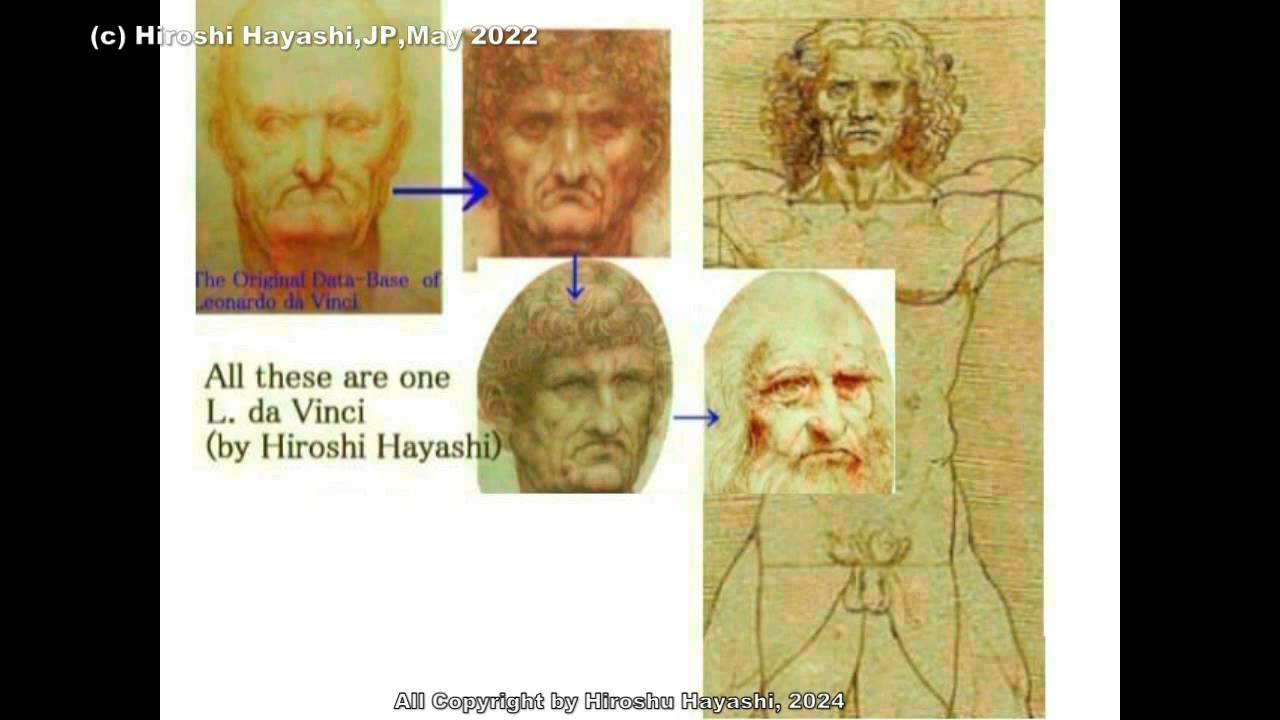 (c) Hiroshi Hayashi,JP,May 2022
The Original Data-Base of
Leonardo da Vinci
All these are one
L. da Vinci
(by Hiroshi Hayashi)
All Copyright by Hiroshu Hayashi, 2024